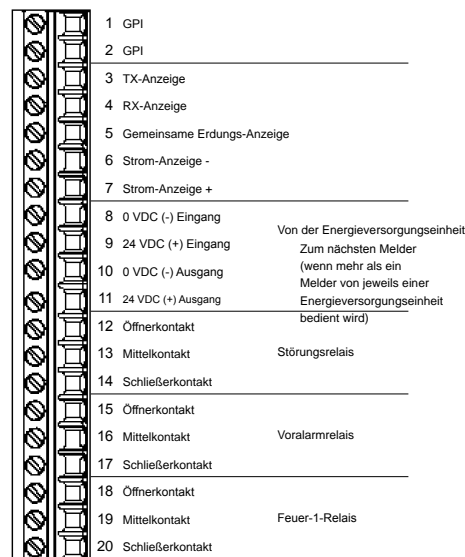 1 GPI
2 GPI
3 TX-Anzeige
4 RX-Anzeige
5 Gemeinsame Erdungs-Anzeige
6 Strom-Anzeige -
7 Strom-Anzeige +
8 0 VDC (-) Eingang
9 24 VDC (+) Eingang
Von der Energieversorgungseinheit
10 0 VDC (-) Ausgang
11 24 VDC (+) Ausgang
Zum nächsten Melder
(wenn mehr als ein
Melder von jeweils einer
Energieversorgungseinheit
bedient wird)
12 Öffnerkontakt
13 Mittelkontakt Störungsrelais
14 Schließerkontakt
15 Öffnerkontakt
16 Mittelkontakt Voralarmrelais
17 Schließerkontakt
18 Öffnerkontakt
19 Mittelkontakt Feuer-1-Relais
20 Schließerkontakt